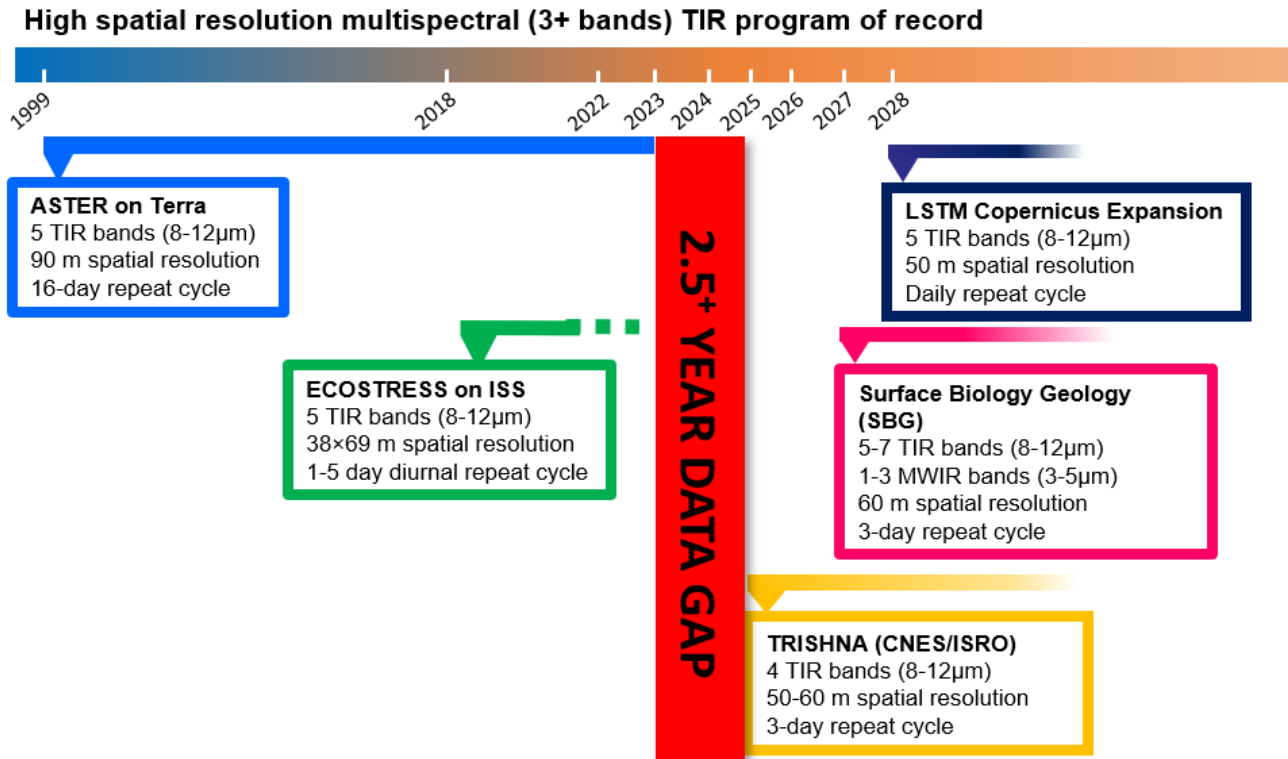 High spatial resolution multispectral (3+ bands) TIR program of record
1999
2018
2022
2023
2024
2025
2026
2027
2028
ASTER on Terra
5 TIR bands (8-12µm)
90 m spatial resolution
16-day repeat cycle
ECOSTRESS on ISS
5 TIR bands (8-12µm)
38×69 m spatial resolution
1-5 day diurnal repeat cycle
2.5⁺ YEAR DATA GAP
LSTM Copernicus Expansion
5 TIR bands (8-12µm)
50 m spatial resolution
Daily repeat cycle
Surface Biology Geology
(SBG)
5-7 TIR bands (8-12µm)
1-3 MWIR bands (3-5µm)
60 m spatial resolution
3-day repeat cycle
TRISHNA (CNES/ISRO)
4 TIR bands (8-12µm)
50-60 m spatial resolution
3-day repeat cycle